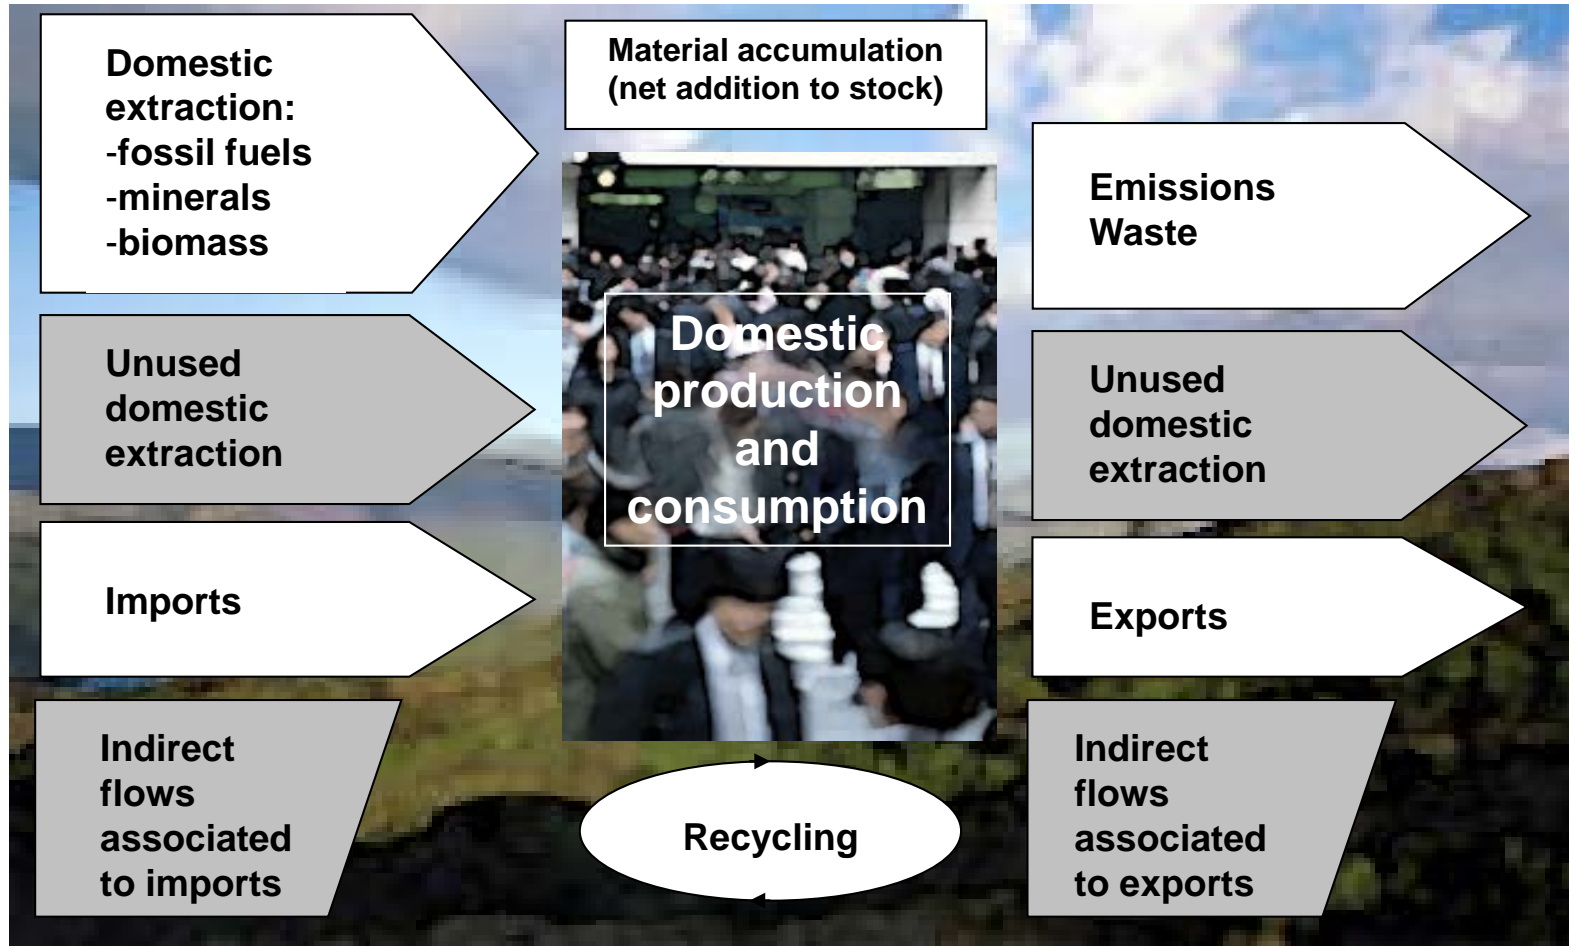 Domestic
extraction:
-fossil fuels
-minerals
-biomass
Unused
domestic
extraction
Imports
Indirect
flows
associated
to imports
Material accumulation
(net addition to stock)
Domestic
production
and
consumption
Recycling
Emissions
Waste
Unused
domestic
extraction
Exports
Indirect
flows
associated
to exports